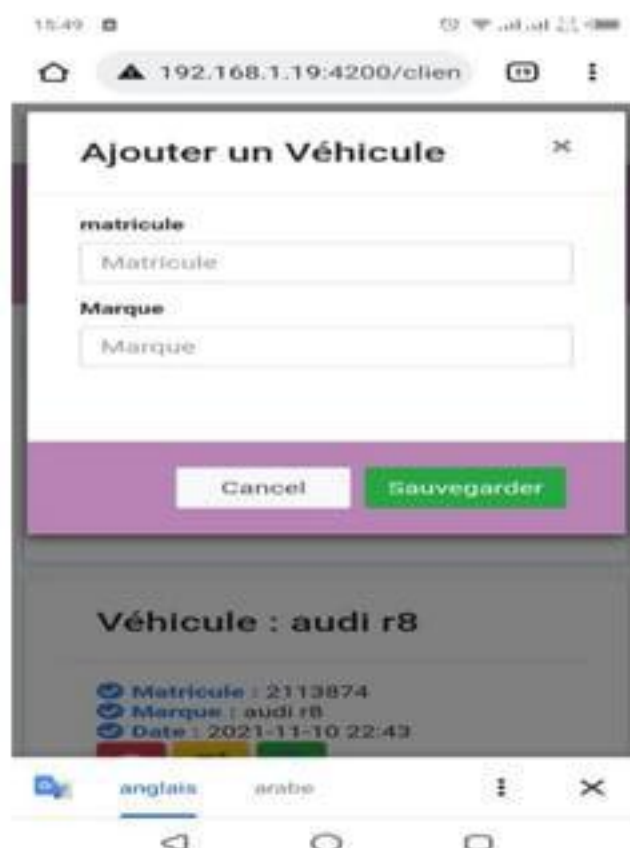 15:49
192.168.1.19:4200/clien
19
Ajouter un Véhicule
×
matricule
Matricule
Marque
Marque
Cancel
Sauvegarder
Véhicule : audi r8
Matricule : 2113874
Marque : audi r8
Date : 2021-11-10 22:43
anglais arabe